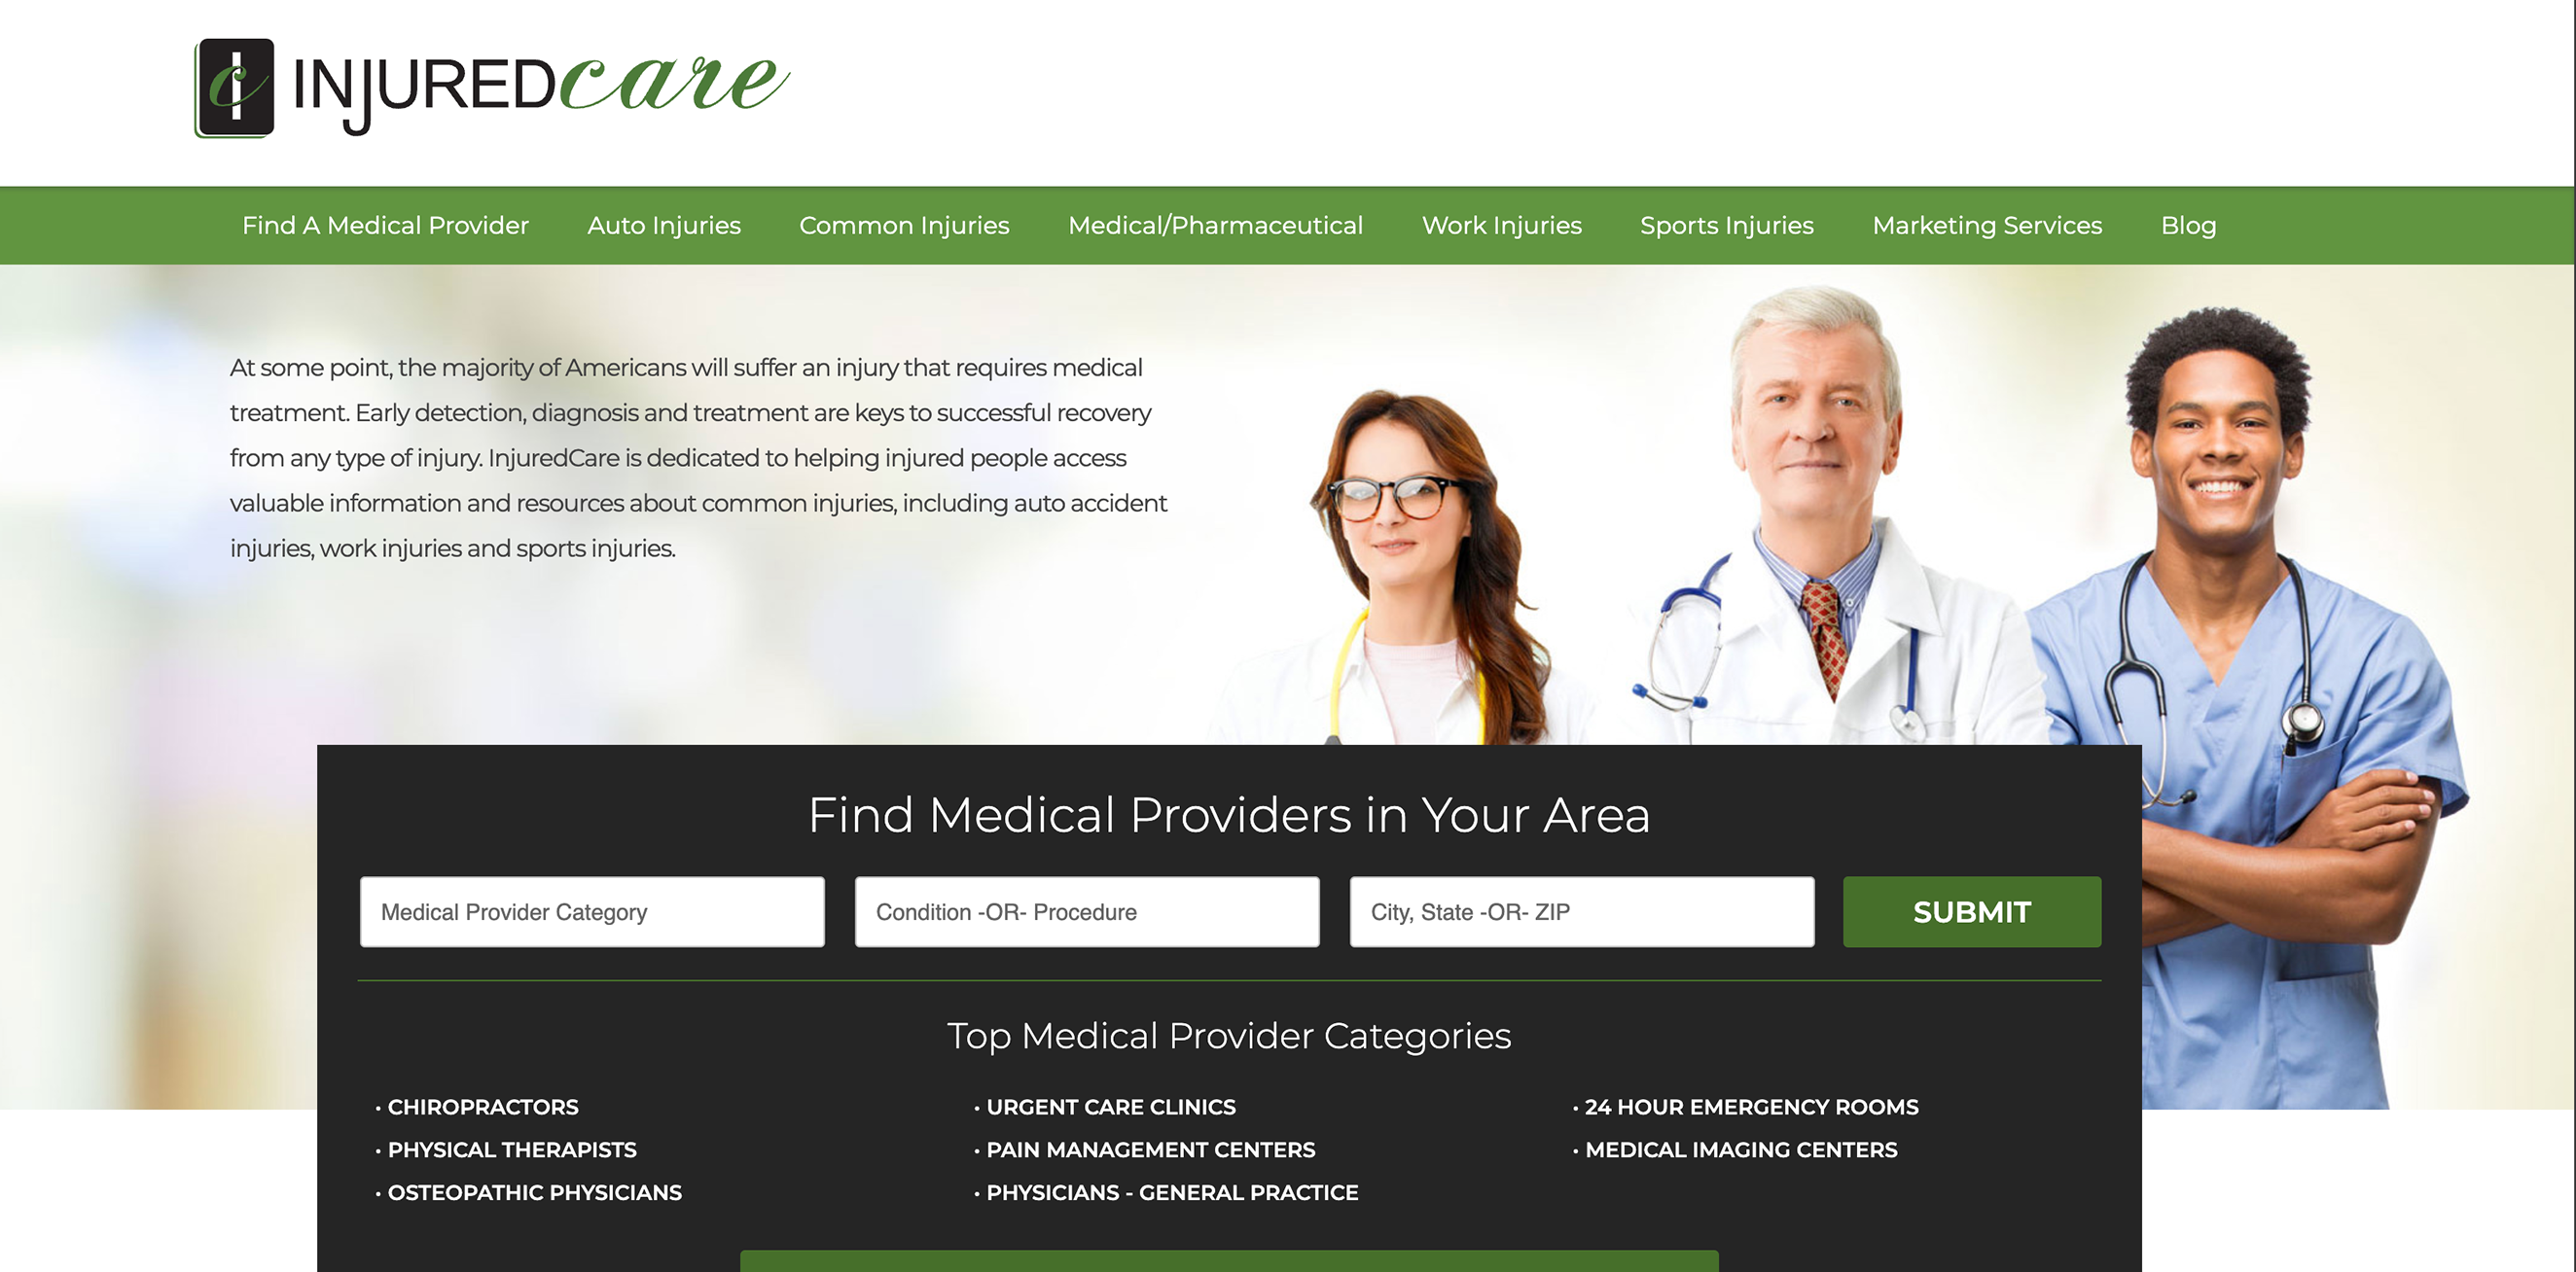 INJUREDcare
Find A Medical Provider Auto Injuries Common Injuries Medical/Pharmaceutical Work Injuries Sports Injuries Marketing Services Blog
At some point, the majority of Americans will suffer an injury that requires medical
treatment. Early detection, diagnosis and treatment are keys to successful recovery
from any type of injury. InjuredCare is dedicated to helping injured people access
valuable information and resources about common injuries, including auto accident
injuries, work injuries and sports injuries.
Find Medical Providers in Your Area
Medical Provider Category Condition -OR- Procedure City, State -OR- ZIP SUBMIT
Top Medical Provider Categories
• CHIROPRACTORS
• PHYSICAL THERAPISTS
• OSTEOPATHIC PHYSICIANS
• URGENT CARE CLINICS
• PAIN MANAGEMENT CENTERS
• PHYSICIANS - GENERAL PRACTICE
• 24 HOUR EMERGENCY ROOMS
• MEDICAL IMAGING CENTERS